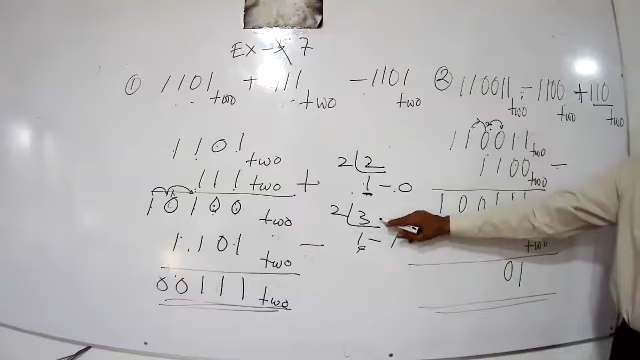 Ex - 7
① 1101 two + 111 two - 1101 two
1101 two
111 two +
10100 two
1101 two -
00111 two
2 2
1 - 0
2 3
1 - 1
② 110011 two - 1100 two + 110 two
110011 two
1100 two -
100111
two
01